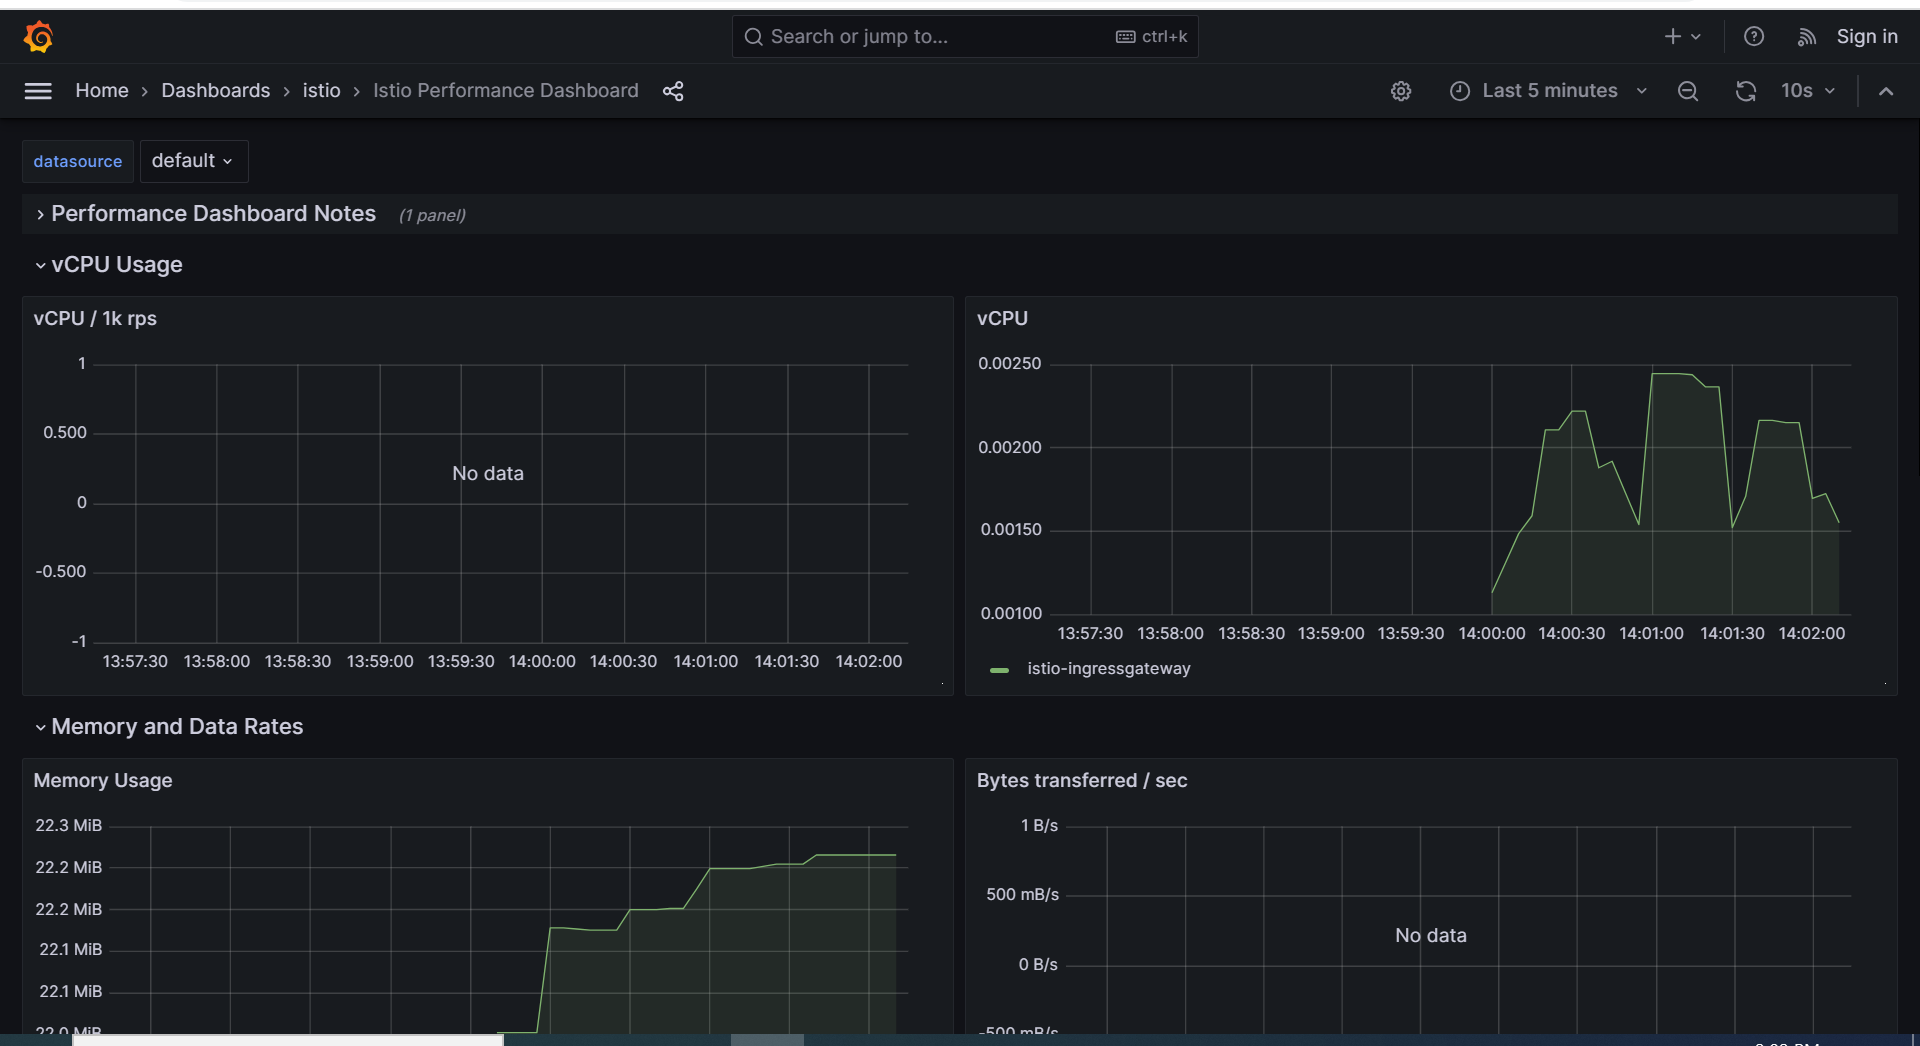 Search or jump to... ctrl+k Sign in
Home › Dashboards › istio › Istio Performance Dashboard Last 5 minutes 10s
datasource default
Performance Dashboard Notes (1 panel)
vCPU Usage
vCPU / 1k rps
1
0.500
No data
0
-0.500
-1
13:57:30 13:58:00 13:58:30 13:59:00 13:59:30 14:00:00 14:00:30 14:01:00 14:01:30 14:02:00
vCPU
0.00250
0.00200
0.00150
0.00100
13:57:30 13:58:00 13:58:30 13:59:00 13:59:30 14:00:00 14:00:30 14:01:00 14:01:30 14:02:00
istio-ingressgateway
Memory and Data Rates
Memory Usage
22.3 MiB
22.2 MiB
22.2 MiB
22.1 MiB
22.1 MiB
22.0 MiB
Bytes transferred / sec
1 B/s
500 mB/s
No data
0 B/s
-500 mB/s